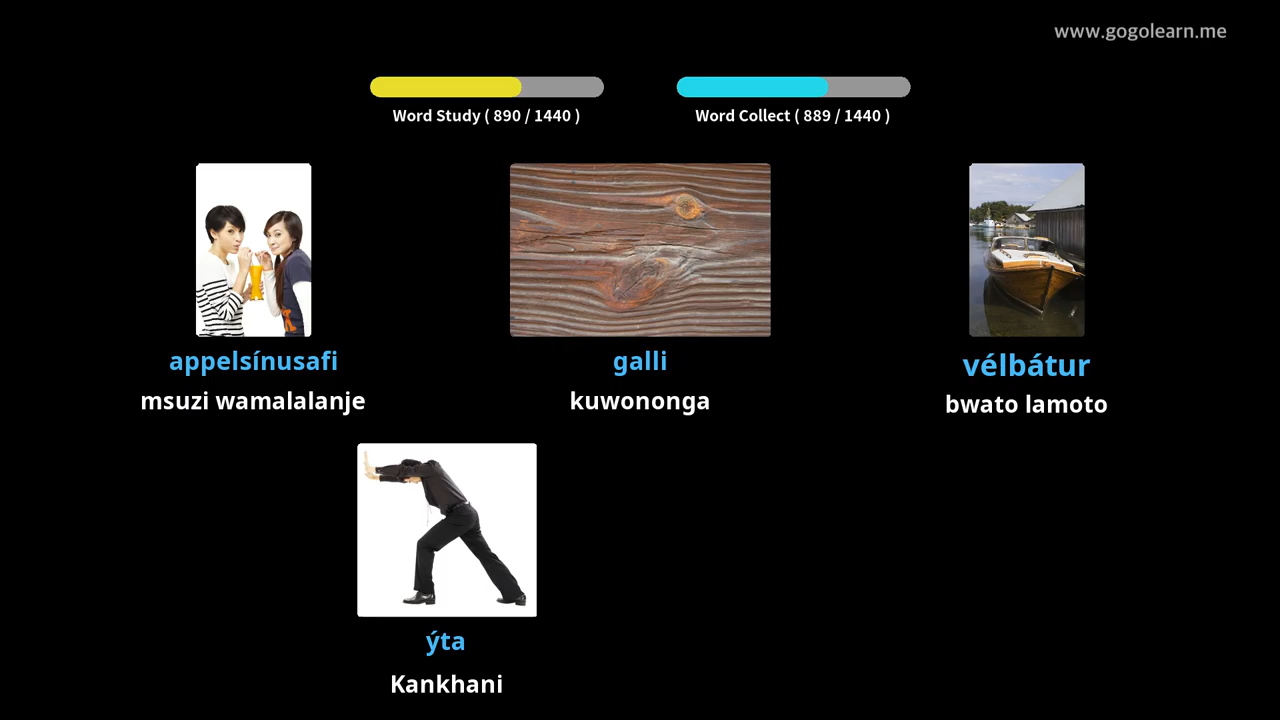 www.gogolearn.me
Word Study ( 890 / 1440 )
Word Collect ( 889 / 1440 )
appelsínusafi
msuzi wamalalanje
galli
kuwononga
vélbátur
bwato lamoto
ýta
Kankhani